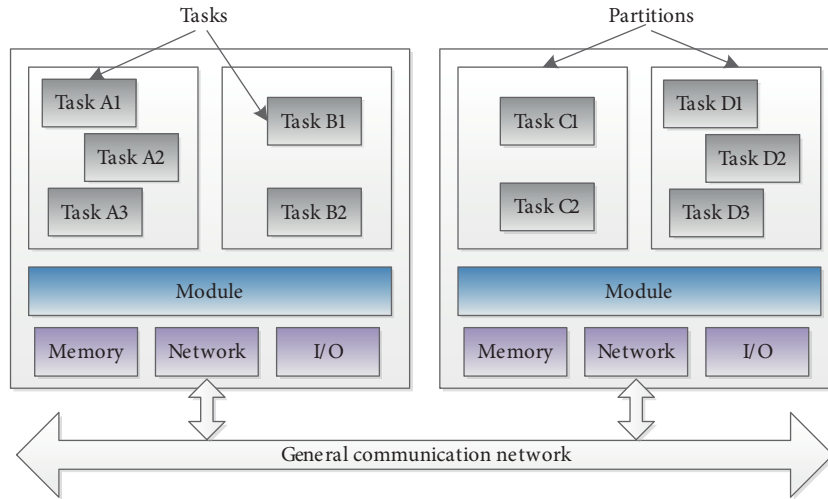 Tasks
Partitions
Task A1
Task A2
Task A3
Task B1
Task B2
Task C1
Task C2
Task D1
Task D2
Task D3
Module
Module
Memory
Network
I/O
Memory
Network
I/O
General communication network